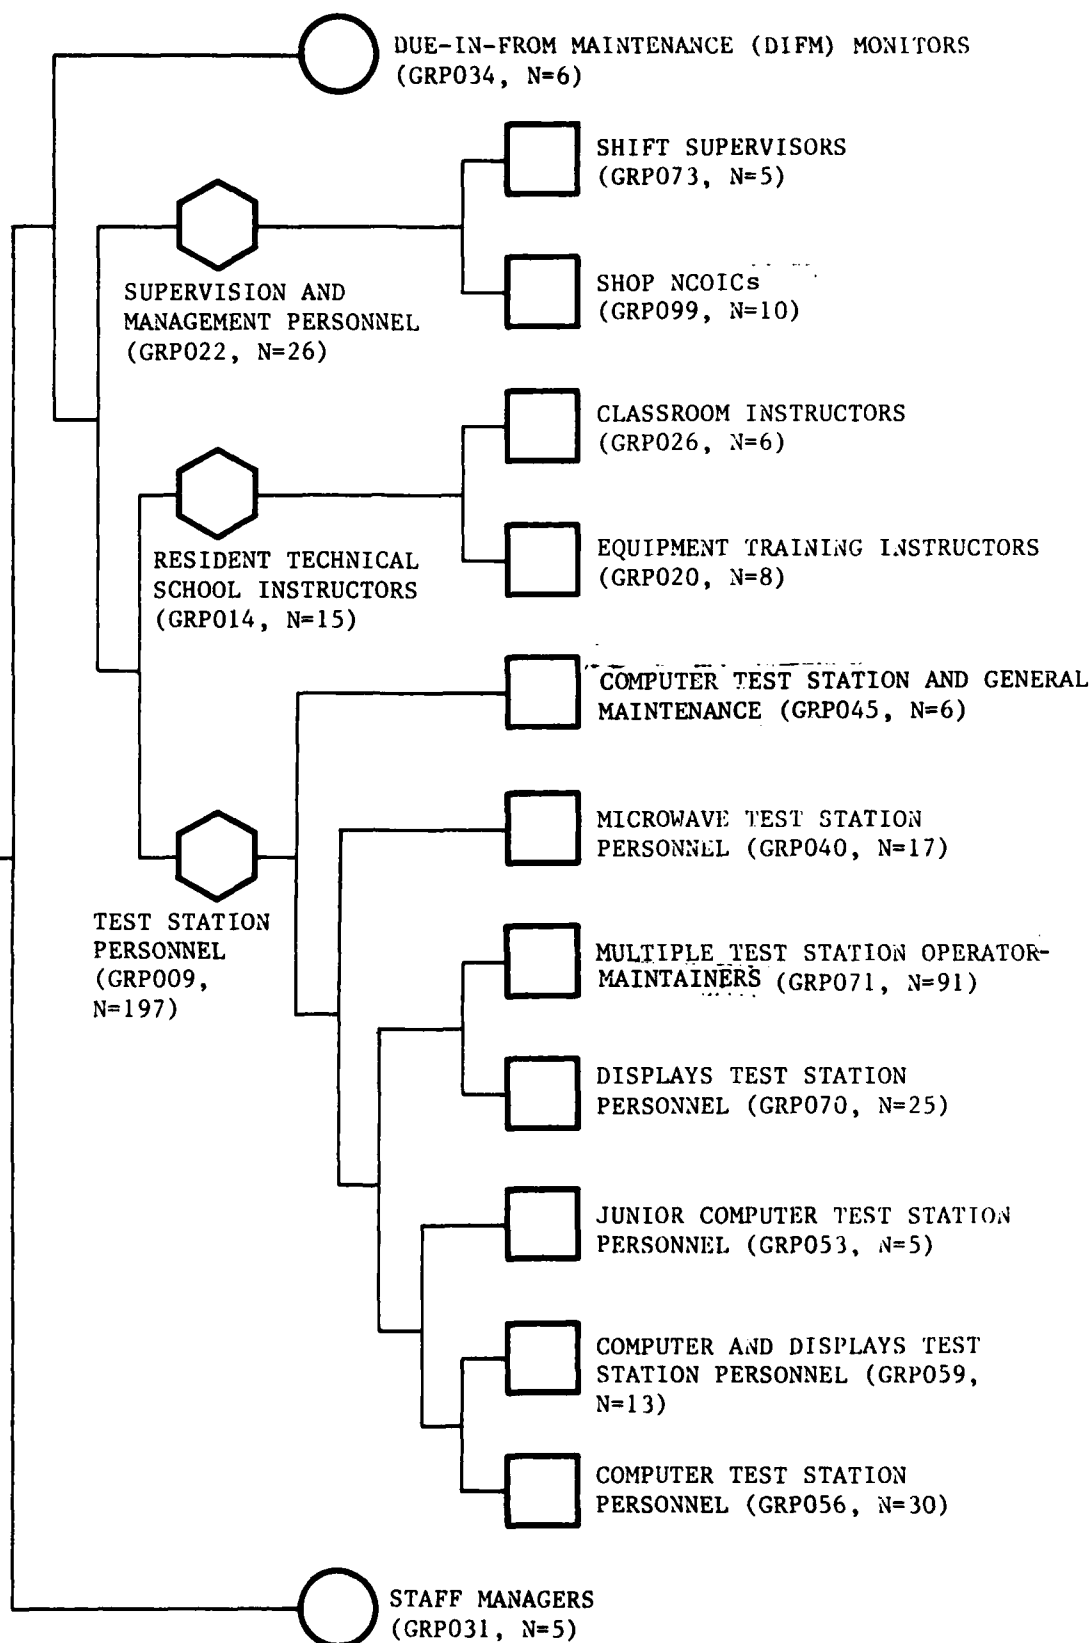 DUE-IN-FROM MAINTENANCE (DIFM) MONITORS
(GRP034, N=6)
SHIFT SUPERVISORS
(GRP073, N=5)
SHOP NCOICs
(GRP099, N=10)
SUPERVISION AND
MANAGEMENT PERSONNEL
(GRP022, N=26)
CLASSROOM INSTRUCTORS
(GRP026, N=6)
EQUIPMENT TRAINING INSTRUCTORS
(GRP020, N=8)
RESIDENT TECHNICAL
SCHOOL INSTRUCTORS
(GRP014, N=15)
COMPUTER TEST STATION AND GENERAL
MAINTENANCE (GRP045, N=6)
MICROWAVE TEST STATION
PERSONNEL (GRP040, N=17)
TEST STATION
PERSONNEL
(GRP009,
N=197)
MULTIPLE TEST STATION OPERATOR-
MAINTAINERS (GRP071, N=91)
DISPLAYS TEST STATION
PERSONNEL (GRP070, N=25)
JUNIOR COMPUTER TEST STATION
PERSONNEL (GRP053, N=5)
COMPUTER AND DISPLAYS TEST
STATION PERSONNEL (GRP059,
N=13)
COMPUTER TEST STATION
PERSONNEL (GRP056, N=30)
STAFF MANAGERS
(GRP031, N=5)